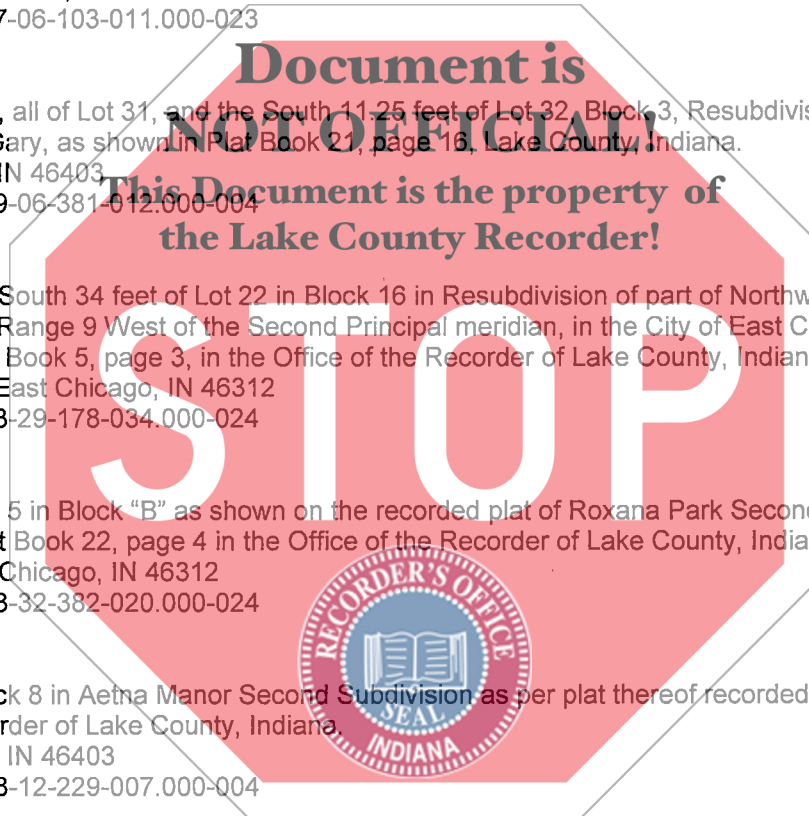 7-06-103-011.000-023
Document is
, all of Lot 31, and the South 11.25 feet of Lot 32, Block 3, Resubdivis
NOT OFFICIAL!
Gary, as shown in Plat Book 21, page 16, Lake County, Indiana.
IN 46403
This Document is the property of
9-06-381-012.000-004
the Lake County Recorder!
South 34 feet of Lot 22 in Block 16 in Resubdivision of part of Northw
Range 9 West of the Second Principal meridian, in the City of East C
Book 5, page 3, in the Office of the Recorder of Lake County, Indian
East Chicago, IN 46312
3-29-178-034.000-024
STOP
5 in Block “B” as shown on the recorded plat of Roxana Park Second
t Book 22, page 4 in the Office of the Recorder of Lake County, India
Chicago, IN 46312
3-32-382-020.000-024
RECORDER'S OFFICE
SEAL
INDIANA
ck 8 in Aetna Manor Second Subdivision as per plat thereof recorded
rder of Lake County, Indiana.
IN 46403
3-12-229-007.000-004